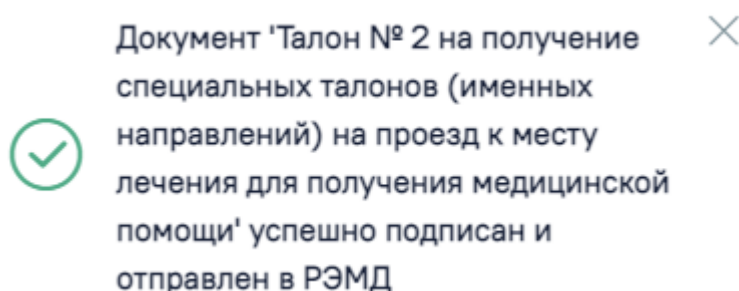 Документ 'Талон № 2 на получение
специальных талонов (именных
направлений) на проезд к месту
лечения для получения медицинской
помощи' успешно подписан и
отправлен в РЭМД